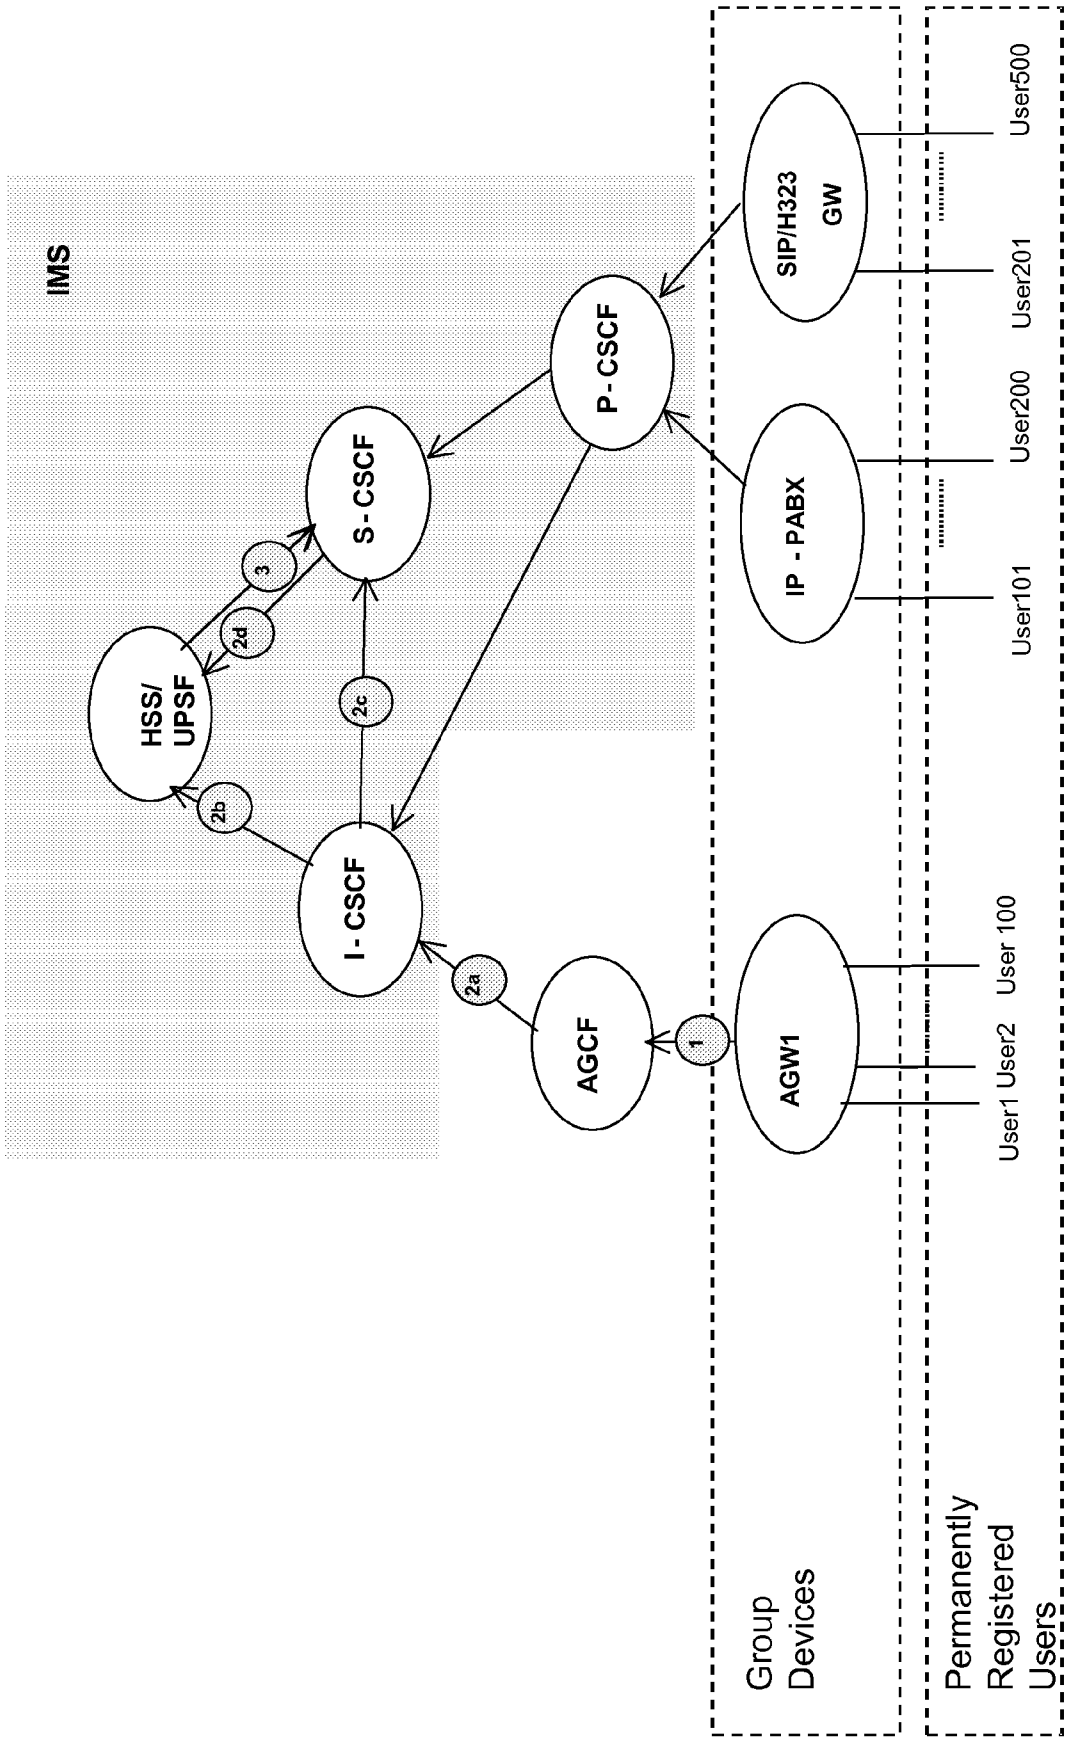 IMS
HSS/
UPSF
2b
2d
3
I - CSCF
2c
S - CSCF
2a
AGCF
P - CSCF
1
Group
Devices
AGW1
IP - PABX
SIP/H323
GW
Permanently
Registered
Users
User1
User2
User 100
User101
User200
User201
User500